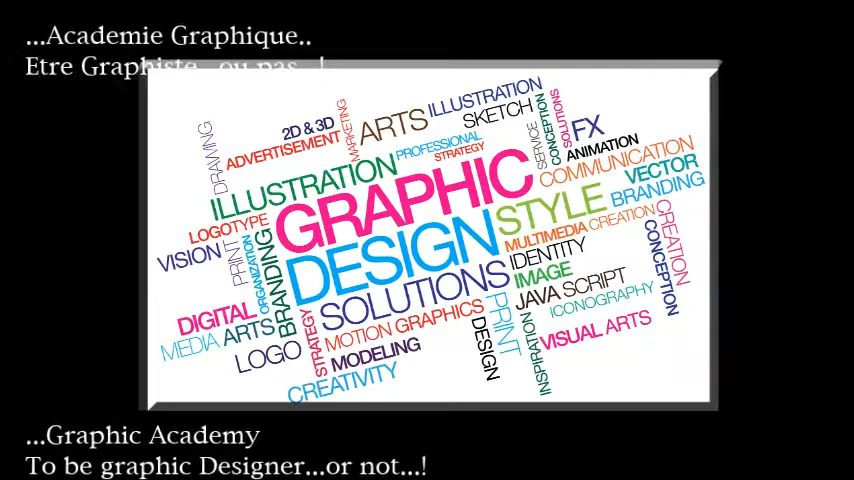 ...Academie Graphique..
Etre Graphiste...ou pas...!
DRAWING
2D & 3D
ADVERTISEMENT
MARKETING
ARTS
ILLUSTRATION
SKETCH
PROFESSIONAL
STRATEGY
SERVICE
CONCEPTION
SOLUTIONS
FX
ANIMATION
COMMUNICATION
VECTOR
BRANDING
ILLUSTRATION
GRAPHIC
STYLE
LOGOTYPE
VISION
PRINT
ORGANIZATION
BRANDING
DESIGN
MULTIMEDIA
CREATION
CREATION
CONCEPTION
IDENTITY
IMAGE
JAVA SCRIPT
ICONOGRAPHY
SOLUTIONS
DIGITAL
MEDIA ARTS
LOGO
STRATEGY
MOTION GRAPHICS
MODELING
CREATIVITY
DESIGN
PRINT
INSPIRATION
VISUAL ARTS
...Graphic Academy
To be graphic Designer...or not...!